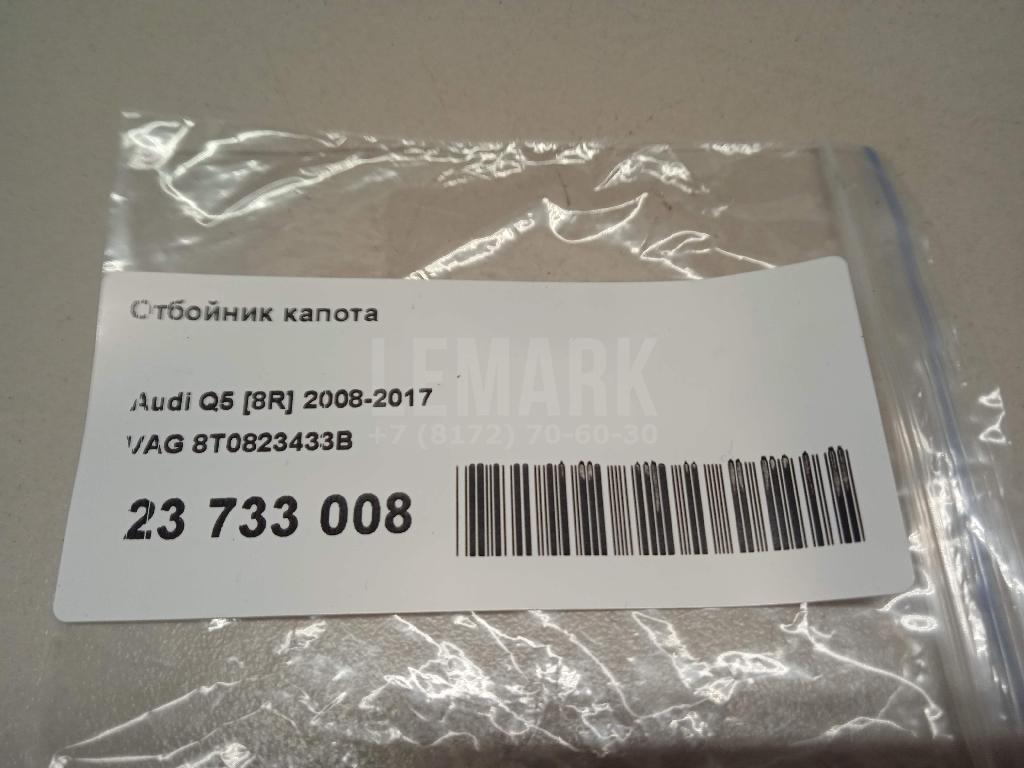 Отбойник капота
LEMARK
Audi Q5 [8R] 2008-2017
+7 (8172) 70-60-30
VAG 8T0823433B
23 733 008